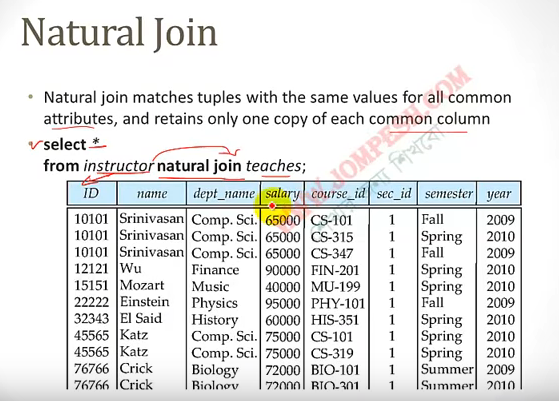 Natural Join
• Natural join matches tuples with the same values for all common
attributes, and retains only one copy of each common column
• select *
from instructor natural join teaches;
ID name dept_name salary course_id sec_id semester year
10101 Srinivasan Comp. Sci. 65000 CS-101 1 Fall 2009
10101 Srinivasan Comp. Sci. 65000 CS-315 1 Spring 2010
10101 Srinivasan Comp. Sci. 65000 CS-347 1 Fall 2009
12121 Wu Finance 90000 FIN-201 1 Spring 2010
15151 Mozart Music 40000 MU-199 1 Spring 2010
22222 Einstein Physics 95000 PHY-101 1 Fall 2009
32343 El Said History 60000 HIS-351 1 Spring 2010
45565 Katz Comp. Sci. 75000 CS-101 1 Spring 2010
45565 Katz Comp. Sci. 75000 CS-319 1 Spring 2010
76766 Crick Biology 72000 BIO-101 1 Summer 2009
76766 Crick Biology 72000 BIO-301 1 Summer 2010
WWW.JOMPESH.COM